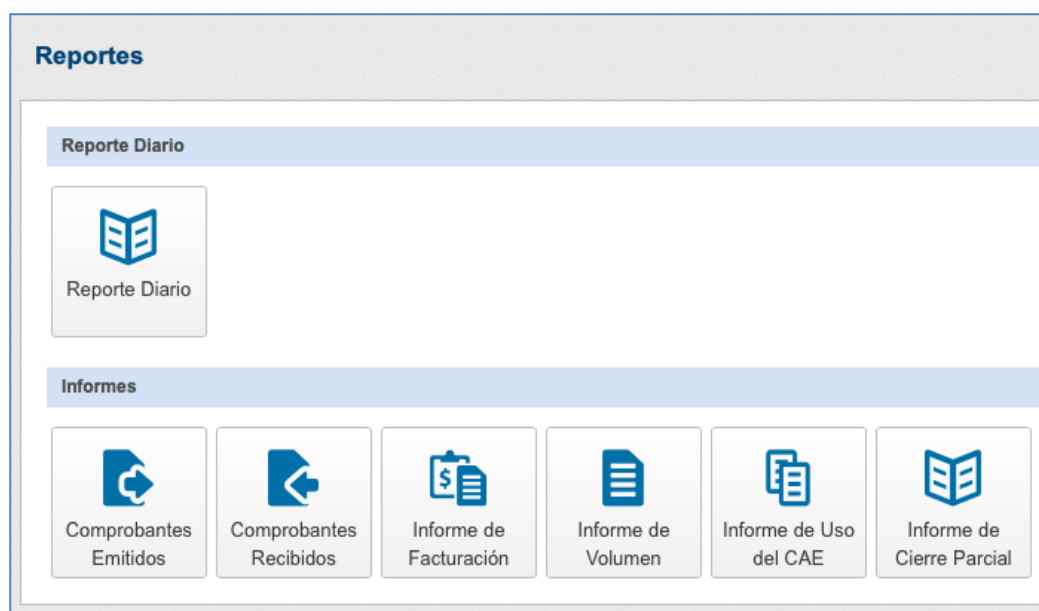 Reportes
Reporte Diario
Reporte Diario
Informes
Comprobantes
Emitidos
Comprobantes
Recibidos
Informe de
Facturación
Informe de
Volumen
Informe de Uso
del CAE
Informe de
Cierre Parcial